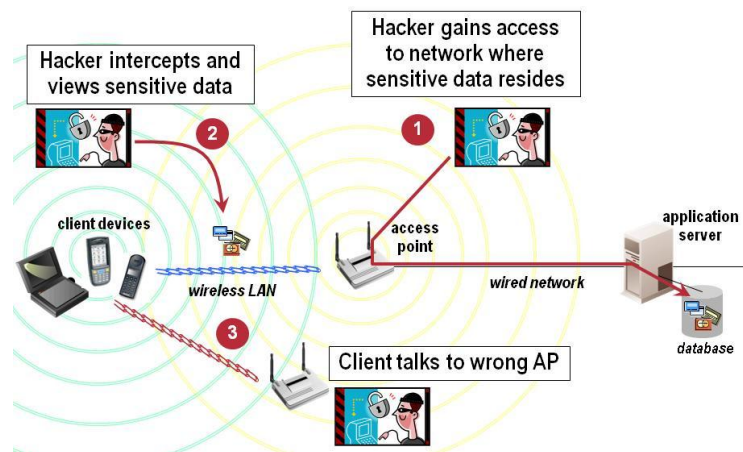 Hacker intercepts and
views sensitive data
Hacker gains access
to network where
sensitive data resides
2
1
client devices
access
point
application
server
wireless LAN
wired network
3
Client talks to wrong AP
database